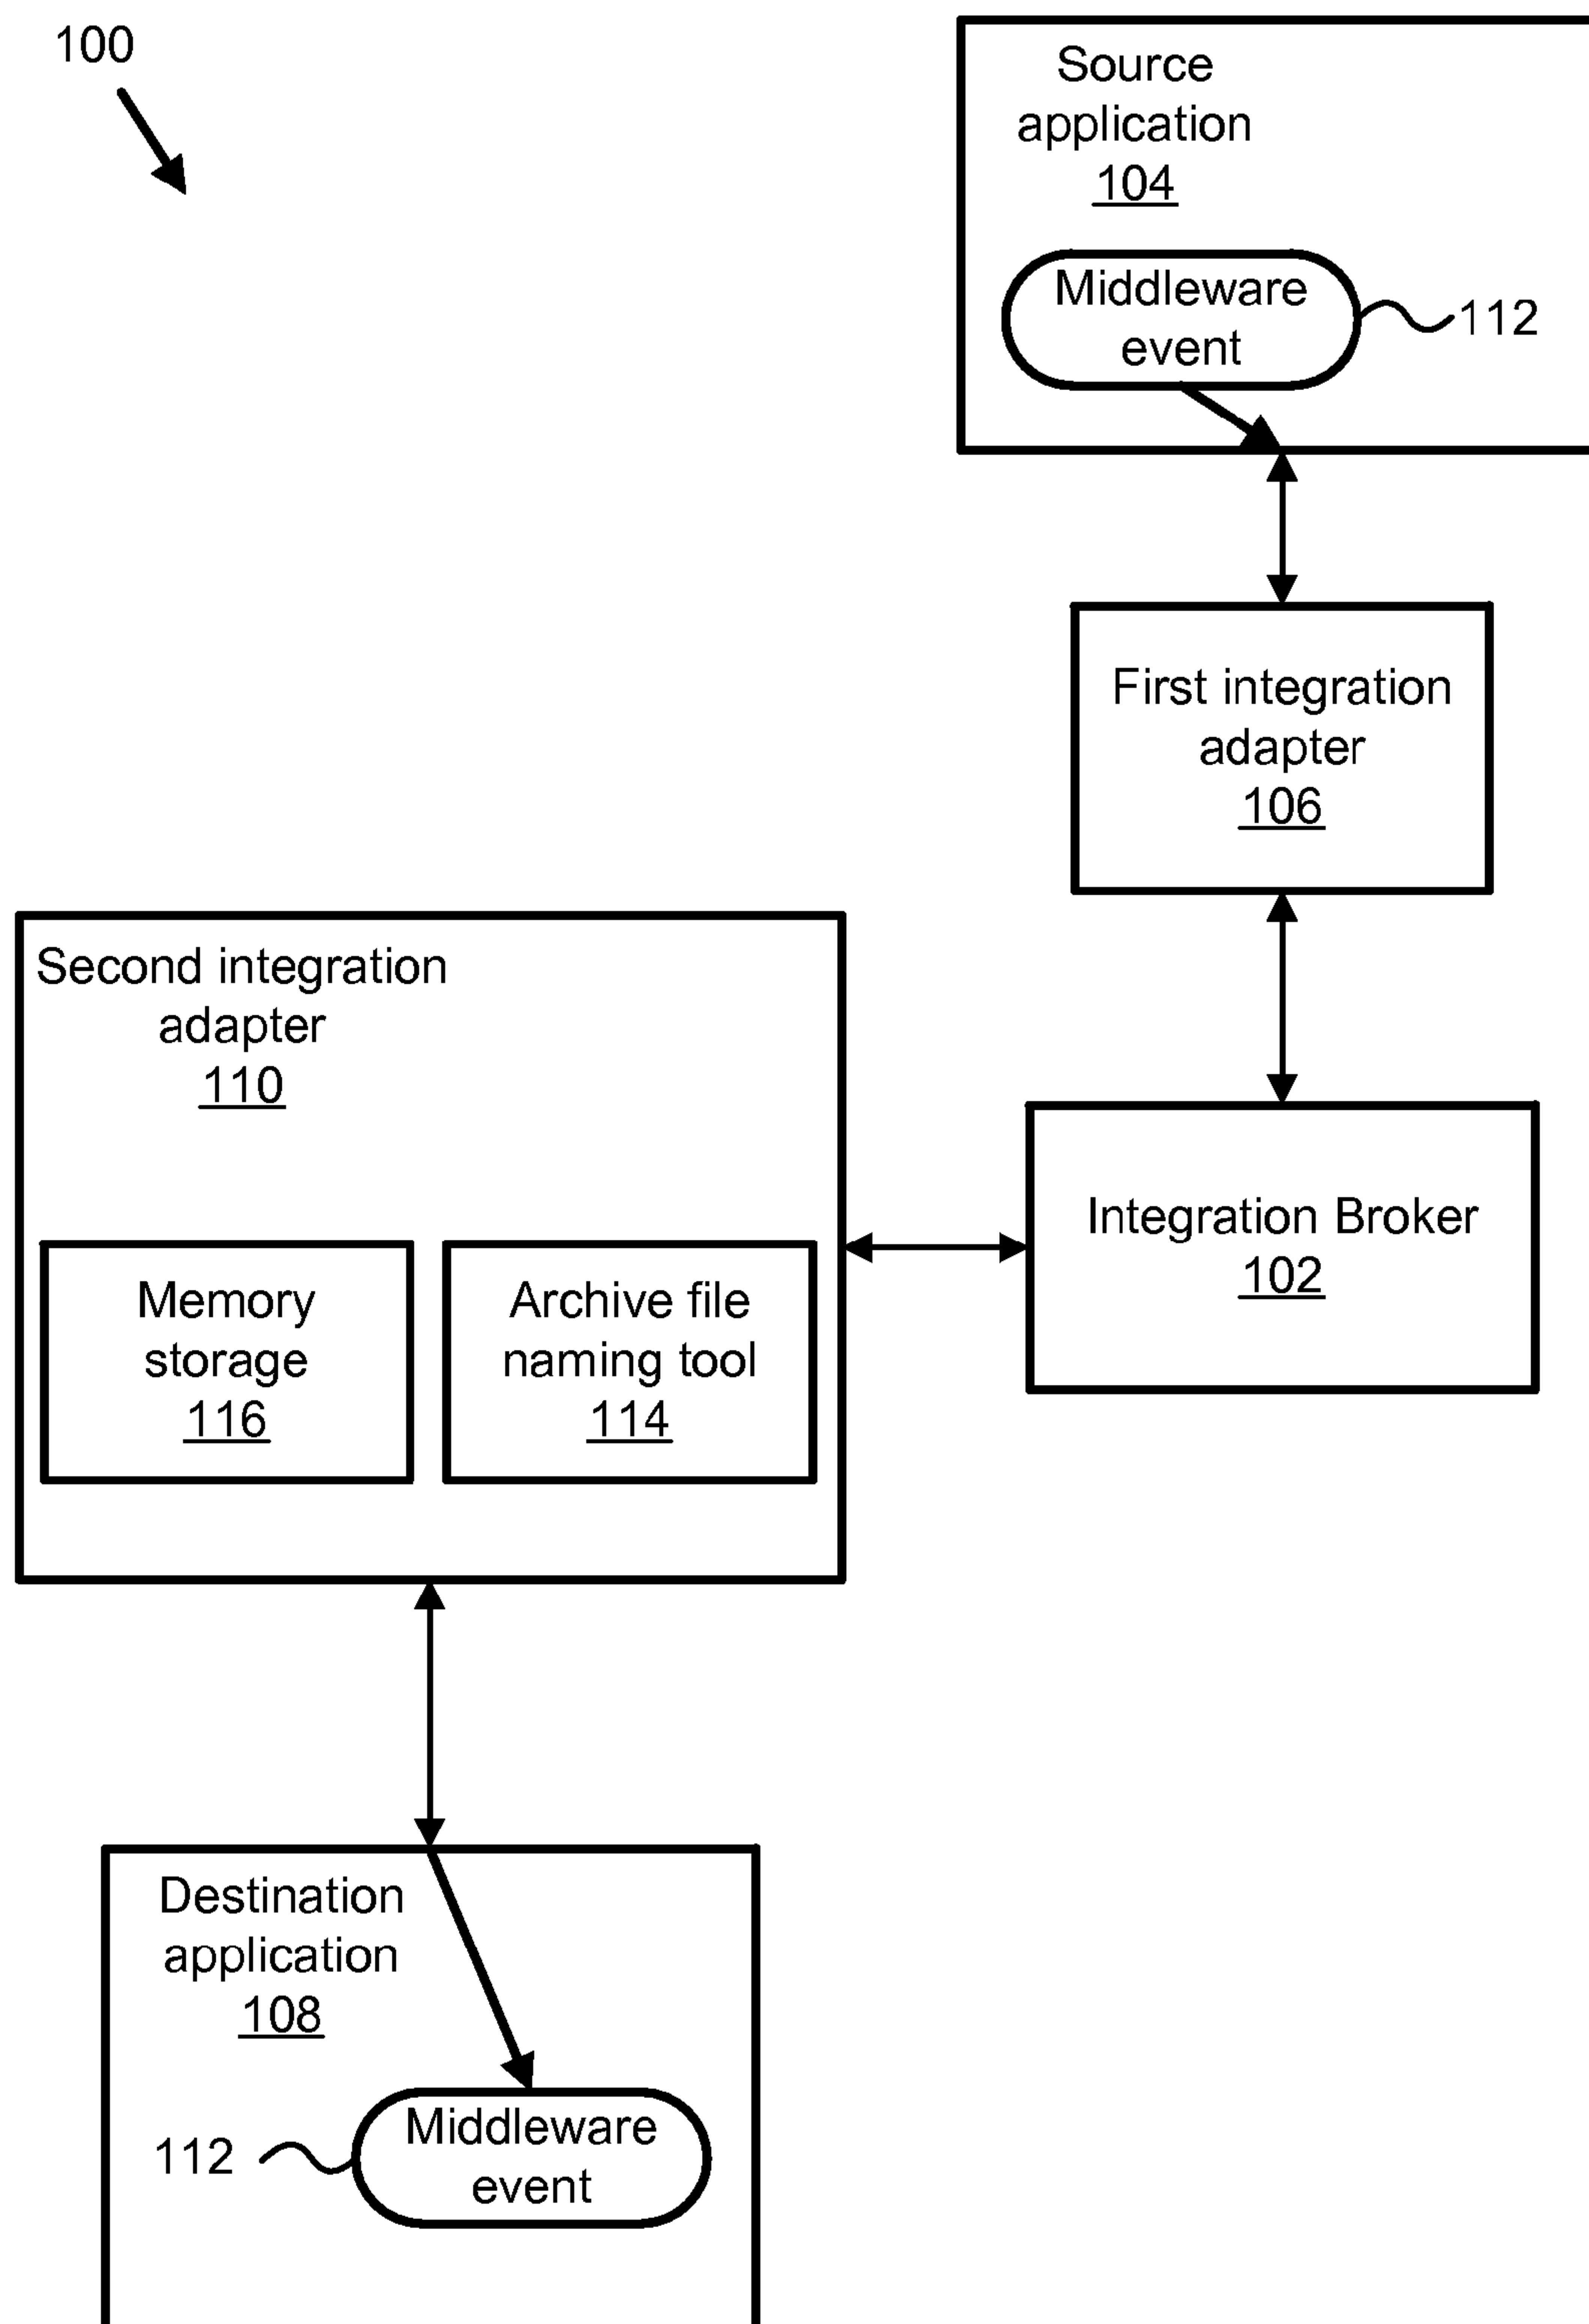 100
Source
application
104
Middleware
event
112
First integration
adapter
106
Second integration
adapter
110
Integration Broker
102
Memory
storage
116
Archive file
naming tool
114
Destination
application
108
Middleware
event
112